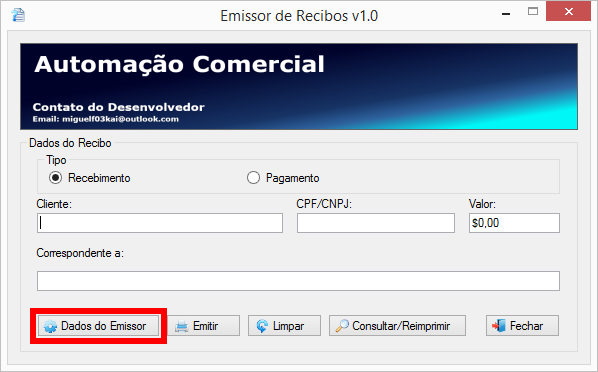 Emissor de Recibos v1.0
Automação Comercial
Contato do Desenvolvedor
Email: miguelf03kai@outlook.com
Dados do Recibo
Tipo
Recebimento Pagamento
Cliente: CPF/CNPJ: Valor:
$0,00
Correspondente a:
Dados do Emissor Emitir Limpar Consultar/Reimprimir Fechar